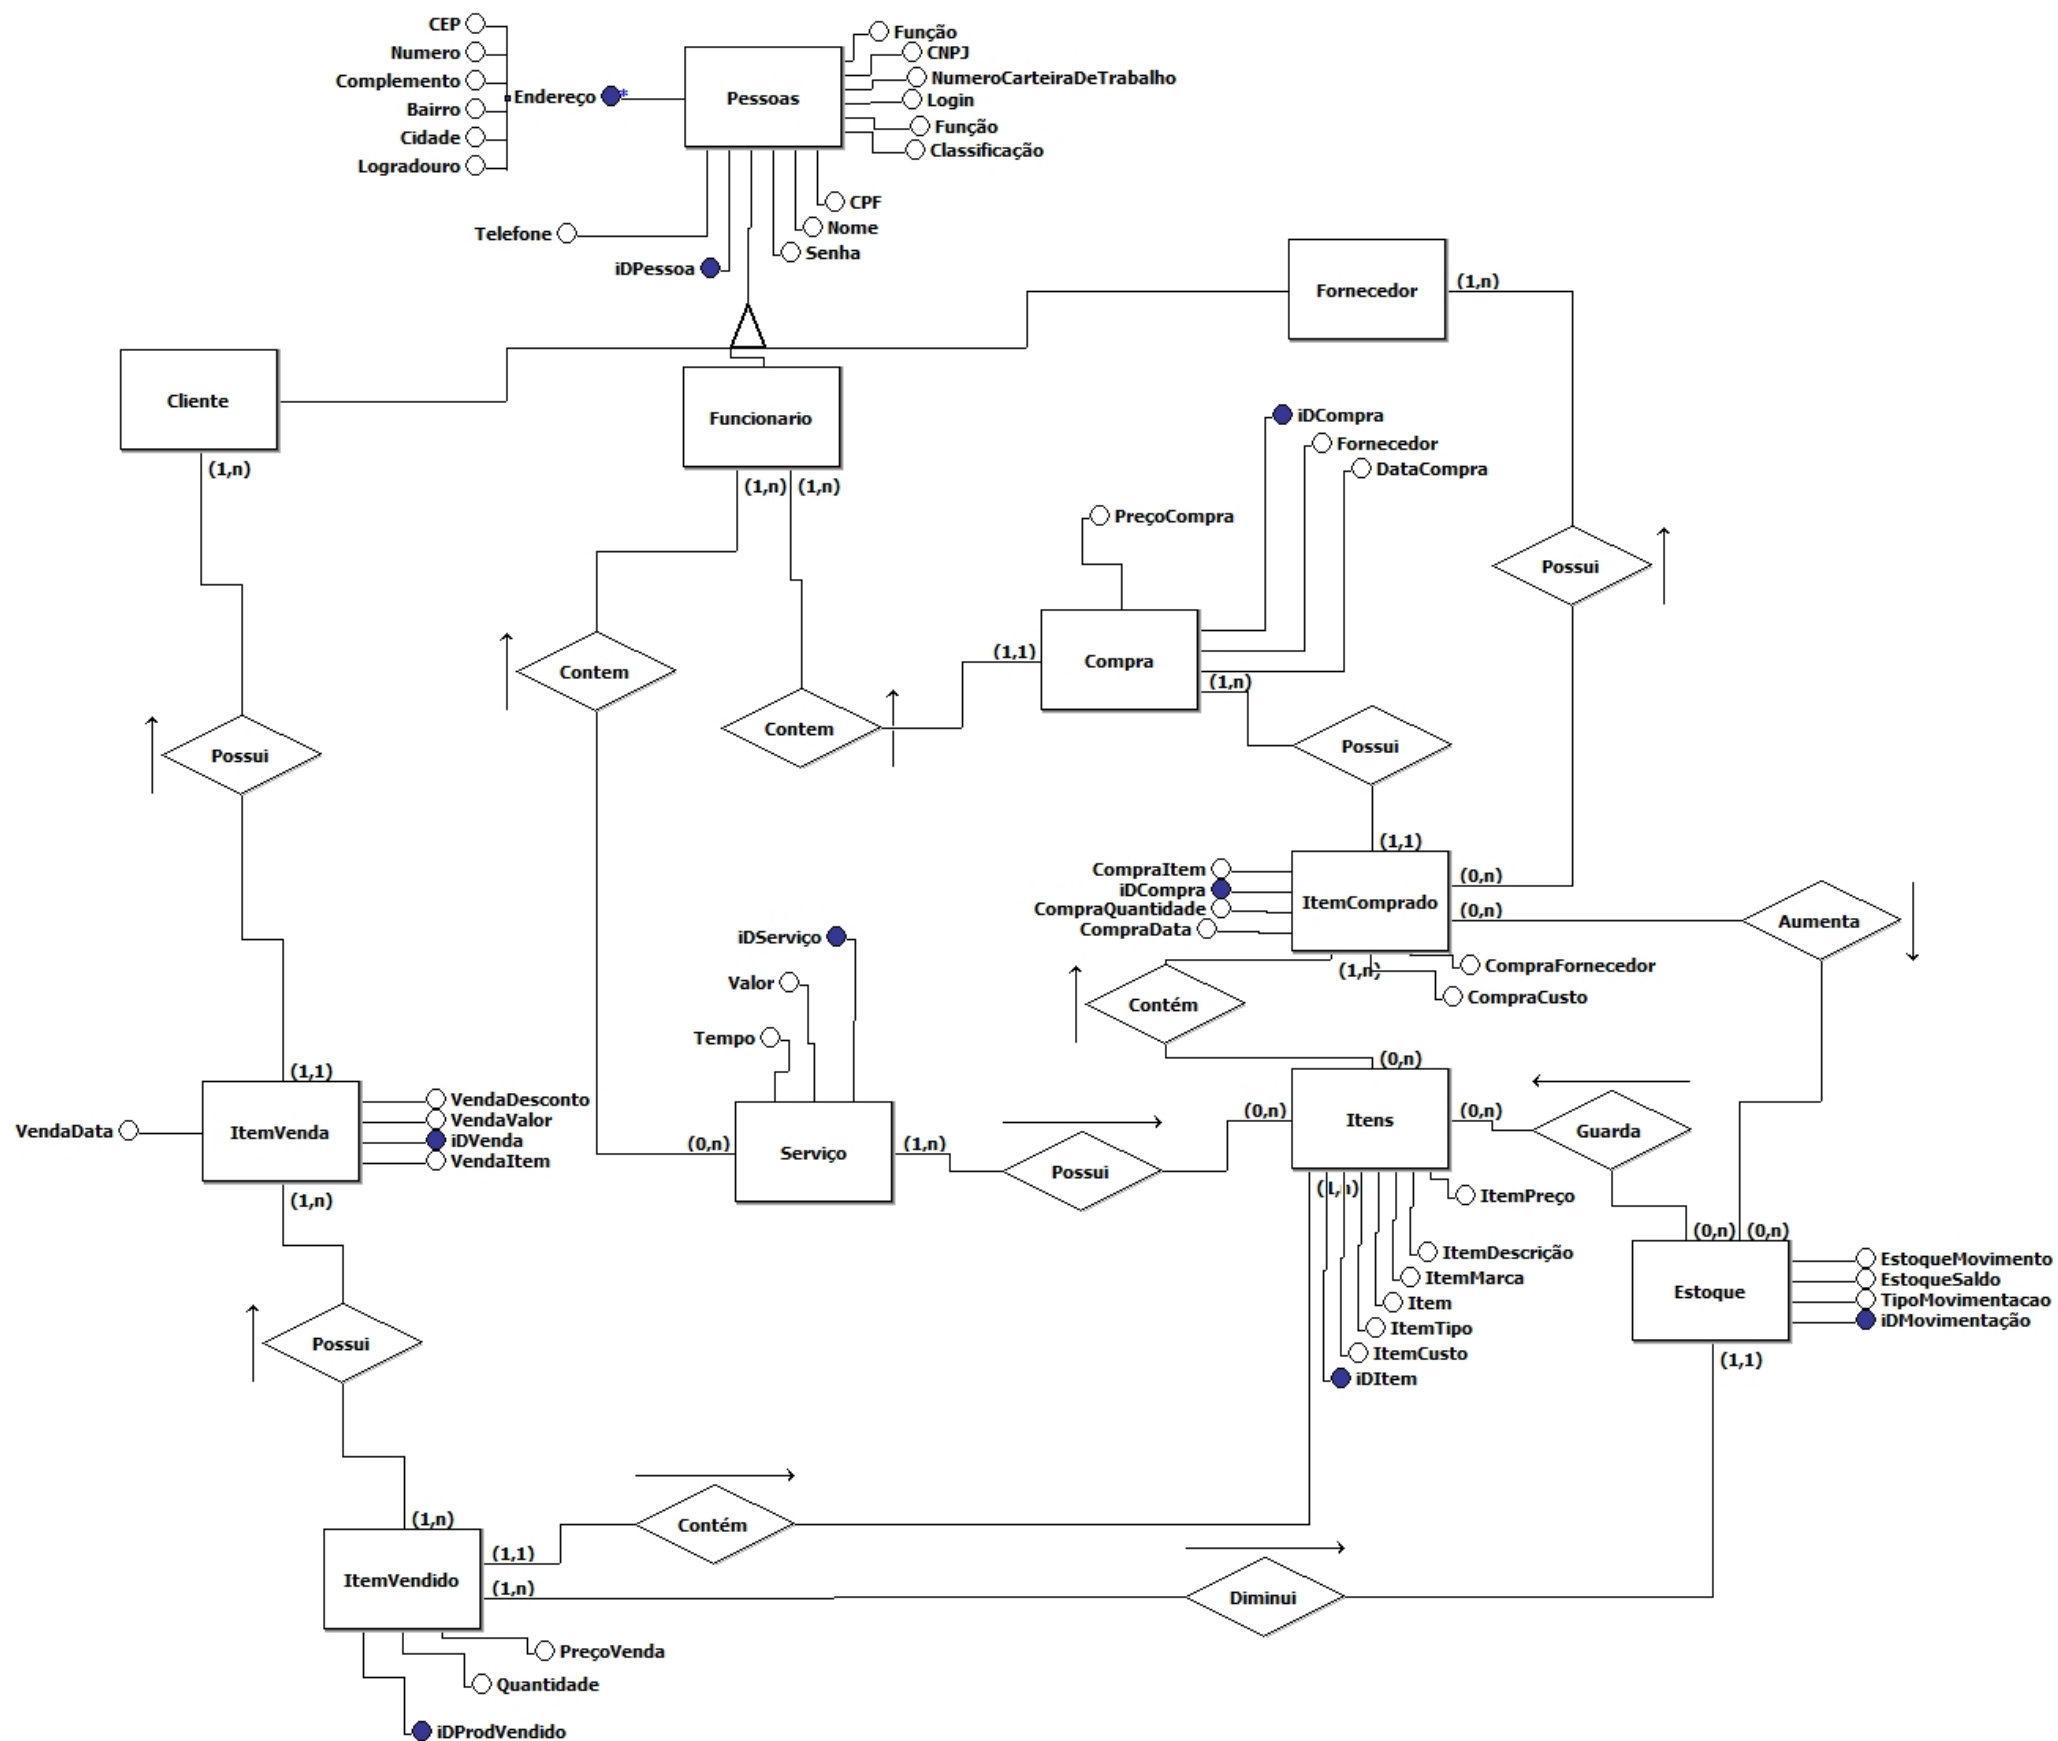 CEP
Numero
Complemento
Endereço
*
Bairro
Cidade
Logradouro
Pessoas
Função
CNPJ
NumeroCarteiraDeTrabalho
Login
Função
Classificação
CPF
Nome
Senha
Telefone
iDPessoa
Fornecedor
(1,n)
Cliente
(1,n)
Funcionario
(1,n)
(1,n)
iDCompra
Fornecedor
DataCompra
PreçoCompra
Possui
Contem
(1,1)
Compra
(1,n)
Contem
Possui
Possui
(1,1)
CompraItem
iDCompra
CompraQuantidade
CompraData
ItemComprado
(0,n)
(0,n)
Aumenta
iDServiço
Valor
Tempo
(1,n)
CompraFornecedor
CompraCusto
Contém
(0,n)
(1,1)
VendaData
ItemVenda
VendaDesconto
VendaValor
iDVenda
VendaItem
(1,n)
(0,n)
Serviço
(1,n)
Possui
(0,n)
Itens
(0,n)
Guarda
(1,n)
ItemPreço
ItemDescrição
ItemMarca
Item
ItemTipo
ItemCusto
iDItem
(0,n)
(0,n)
Estoque
EstoqueMovimento
EstoqueSaldo
TipoMovimentacao
iDMovimentação
(1,1)
Possui
(1,n)
ItemVendido
(1,1)
(1,n)
Contém
Diminui
PreçoVenda
Quantidade
iDProdVendido